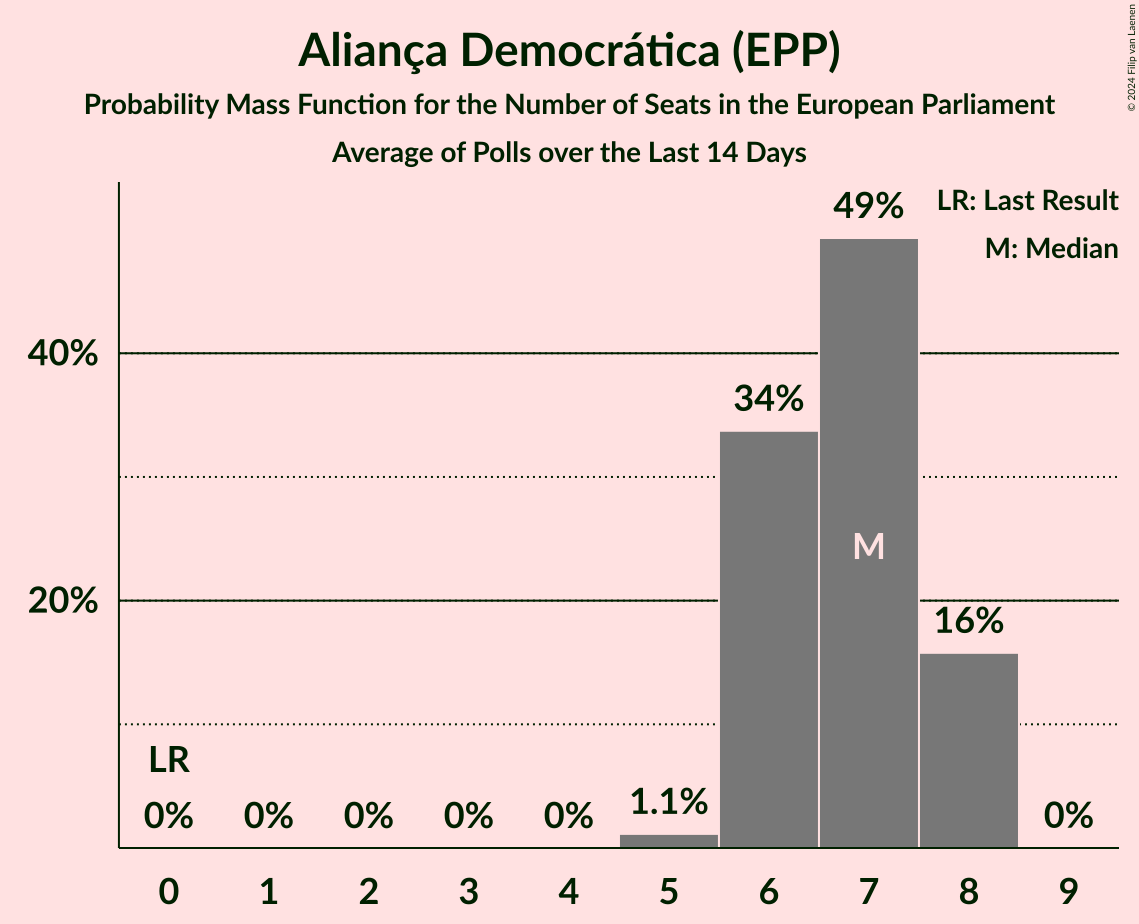 Aliança Democrática (EPP)
Probability Mass Function for the Number of Seats in the European Parliament
Average of Polls over the Last 14 Days
© 2024 Filip van Laenen
LR: Last Result
M: Median
49%
40%
34%
M
20%
16%
LR
0%
0%
0%
0%
0%
1.1%
0%
0
1
2
3
4
5
6
7
8
9